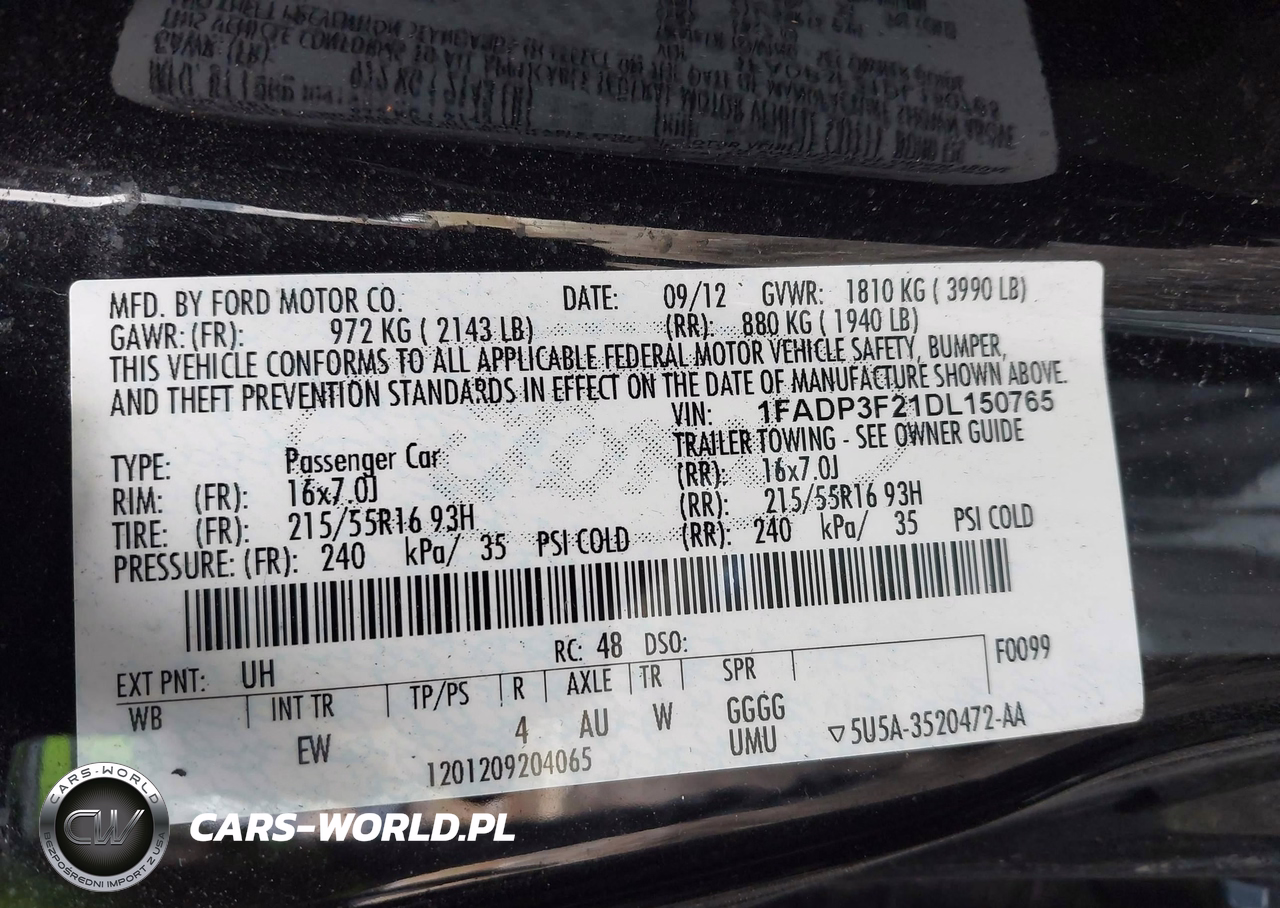 MFD. BY FORD MOTOR CO. DATE: 09/12 GVWR: 1810 KG ( 3990 LB)
GAWR: (FR): 972 KG ( 2143 LB) (RR): 880 KG ( 1940 LB)
THIS VEHICLE CONFORMS TO ALL APPLICABLE FEDERAL MOTOR VEHICLE SAFETY, BUMPER,
AND THEFT PREVENTION STANDARDS IN EFFECT ON THE DATE OF MANUFACTURE SHOWN ABOVE.
VIN: 1FADP3F21DL150765
TRAILER TOWING - SEE OWNER GUIDE
TYPE: Passenger Car
RIM: (FR): 16x7.0J (RR): 16x7.0J
TIRE: (FR): 215/55R16 93H (RR): 215/55R16 93H
PRESSURE: (FR): 240 kPa/ 35 PSI COLD (RR): 240 kPa/ 35 PSI COLD
RC: 48 DSO:
EXT PNT: UH F0099
WB INT TR TP/PS R AXLE TR SPR
EW 4 AU W GGGG
UMU ▽5U5A-3520472-AA
1201209204065
CARS-WORLD
CW
BEZPOŚREDNI IMPORT Z USA
CARS-WORLD.PL